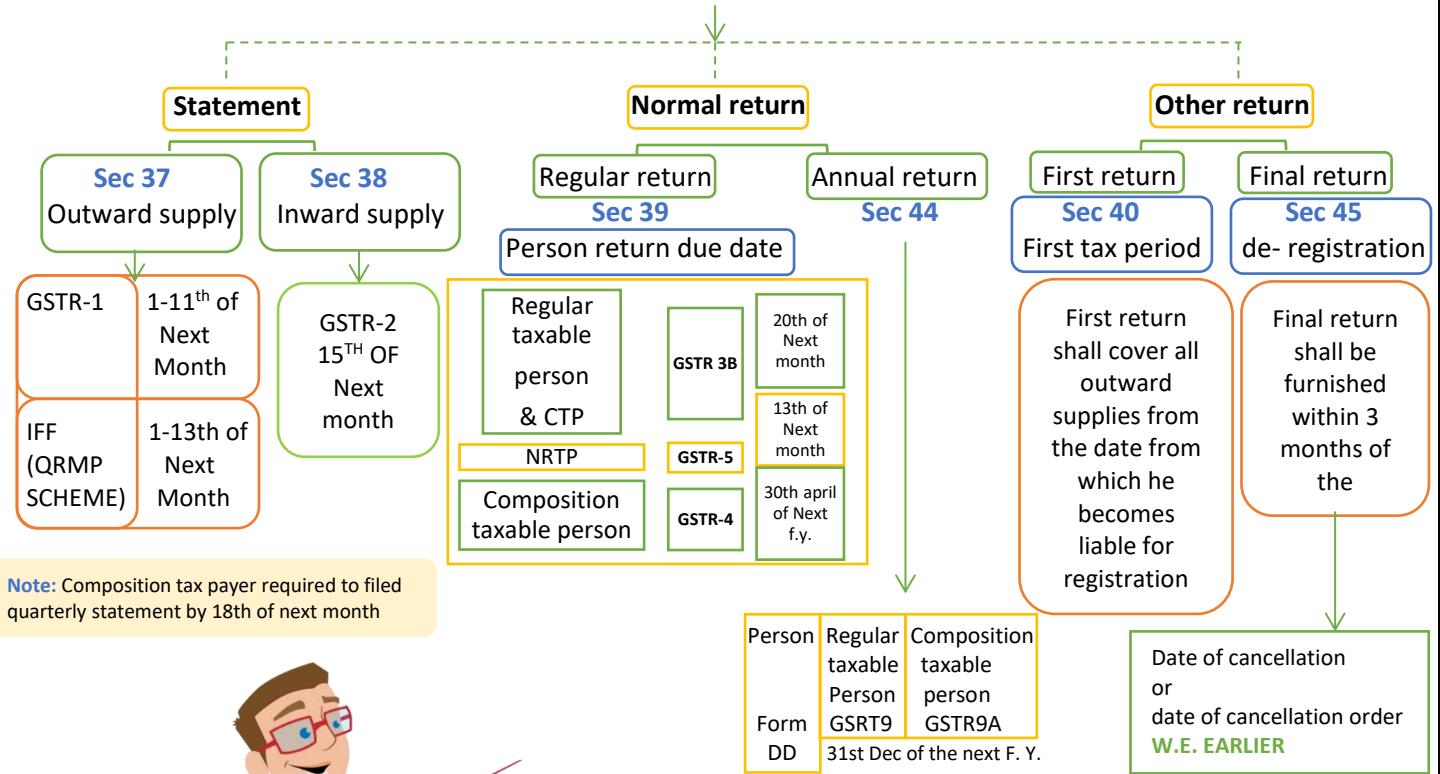 Statement
Normal return
Other return
Sec 37
Outward supply
Sec 38
Inward supply
Regular return
Sec 39
Person return due date
Annual return
Sec 44
First return
Sec 40
First tax period
Final return
Sec 45
de- registration
GSTR-1
1-11th of
Next
Month
IFF
(QRMP
SCHEME)
1-13th of
Next
Month
GSTR-2
15TH OF
Next
month
Regular
taxable
person
& CTP
GSTR 3B
20th of
Next
month
NRTP
GSTR-5
13th of
Next
month
Composition
taxable person
GSTR-4
30th april
of Next
f.y.
First return
shall cover all
outward
supplies from
the date from
which he
becomes
liable for
registration
Final return
shall be
furnished
within 3
months of
the
Note: Composition tax payer required to filed
quarterly statement by 18th of next month
Person
Form
DD
Regular
taxable
Person
GSRT9
Composition
taxable
person
GSTR9A
31st Dec of the next F. Y.
Date of cancellation
or
date of cancellation order
W.E. EARLIER